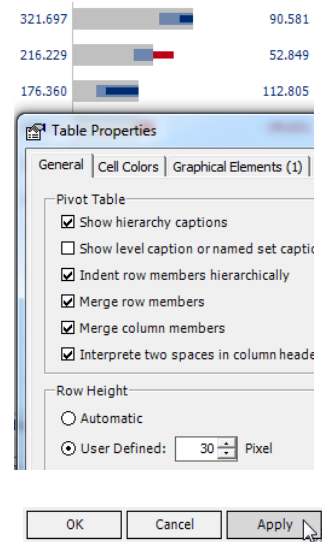 321.697 90.581
216.229 52.849
176.360 112.805
Table Properties
General Cell Colors Graphical Elements (1)
Pivot Table
Show hierarchy captions
Show level caption or named set captio
Indent row members hierarchically
Merge row members
Merge column members
Interprete two spaces in column heade
Row Height
Automatic
User Defined: 30 Pixel
OK Cancel Apply